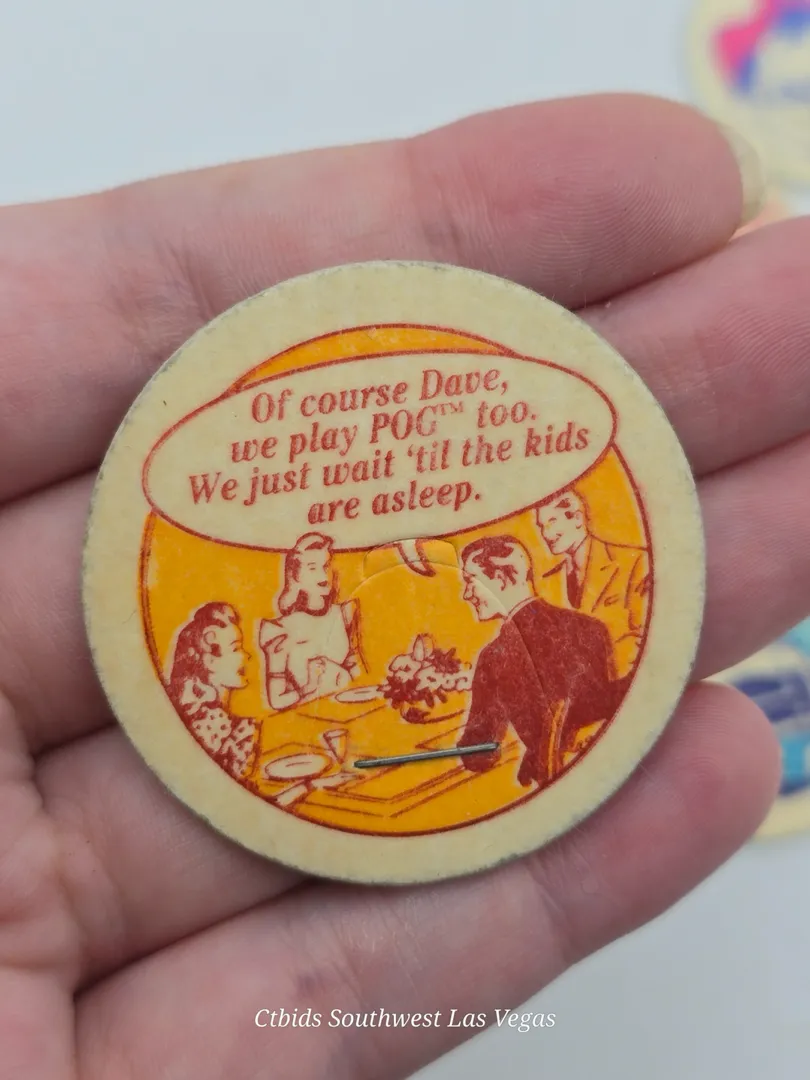 Of course Dave,
we play POG™ too.
We just wait ‘til the kids
are asleep.
Ctbids Southwest Las Vegas